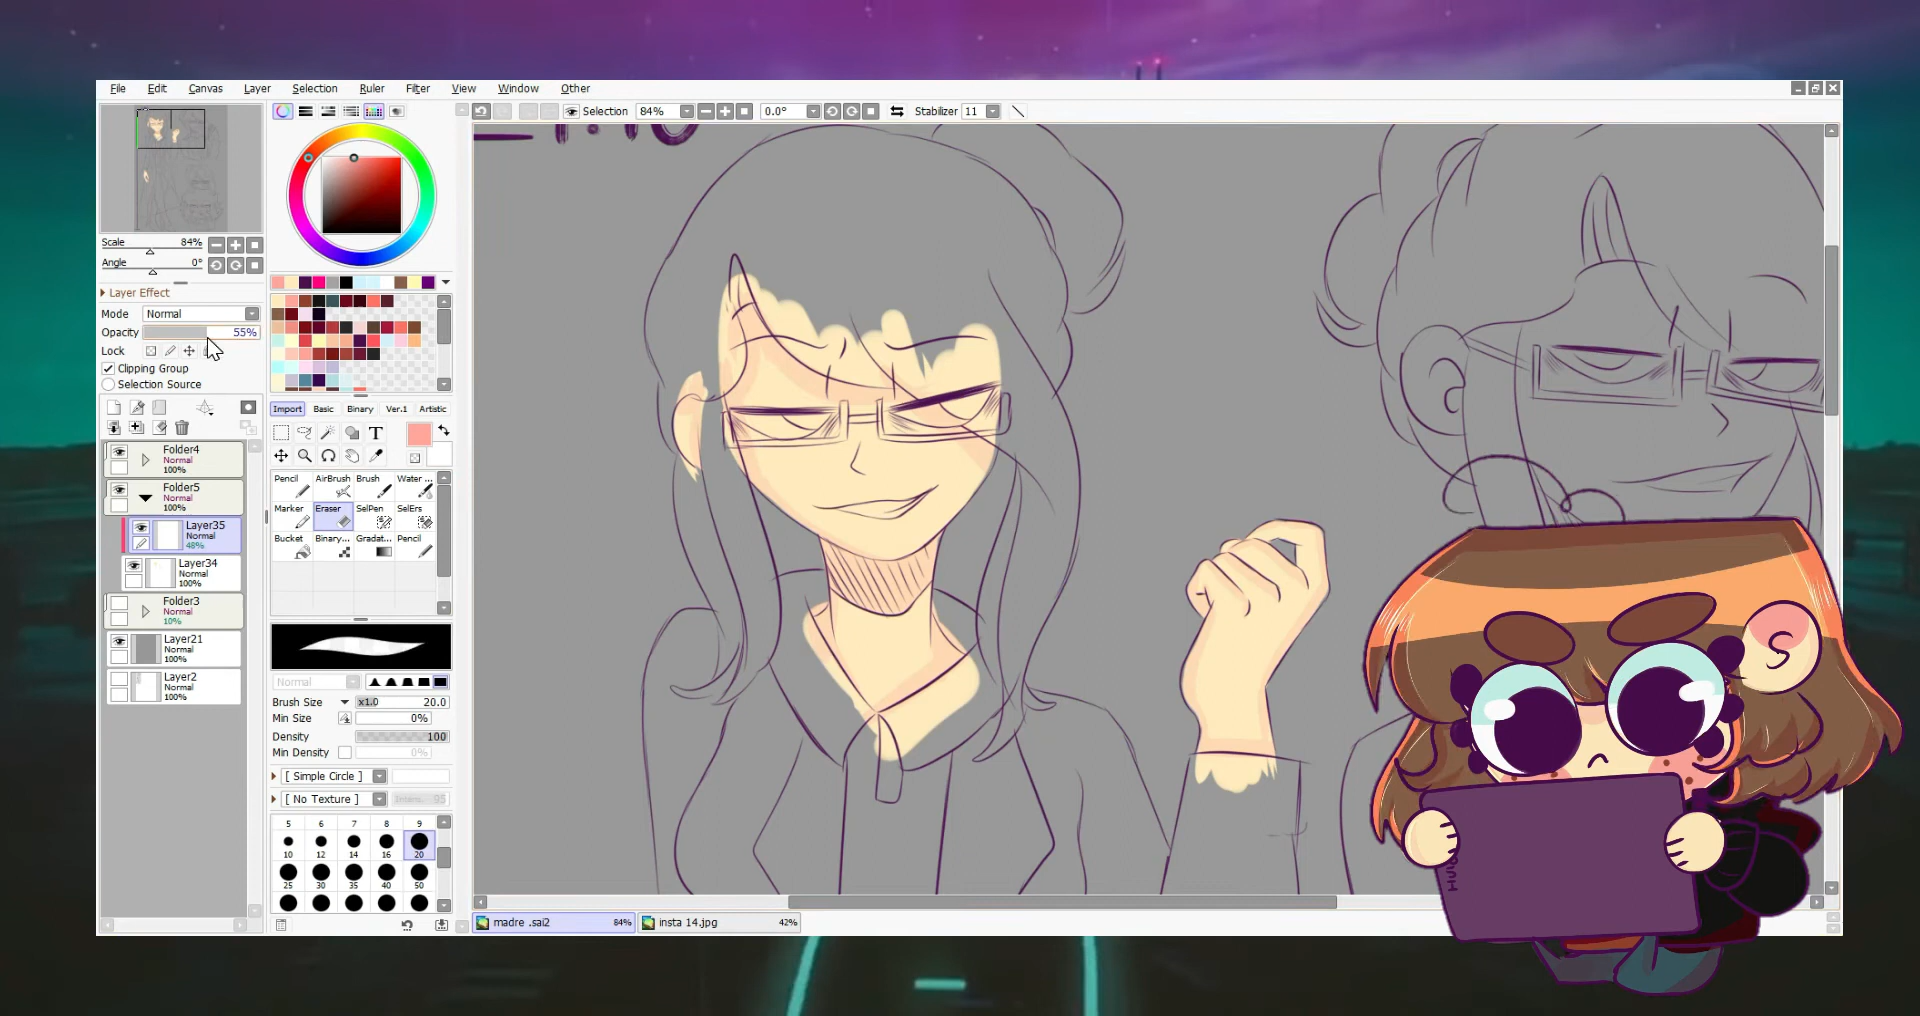 File Edit Canvas Layer Selection Ruler Filter View Window Other
Selection 84% 0.0° Stabilizer 11
Scale 84%
Angle 0°
Layer Effect
Mode Normal
Opacity 55%
Lock
Clipping Group
Selection Source
Folder4
Normal
100%
Folder5
Normal
100%
Layer35
Normal
48%
Layer34
Normal
100%
Folder3
Normal
10%
Layer21
Normal
100%
Layer2
Normal
100%
Import Basic Binary Ver.1 Artistic
T
Pencil AirBrush Brush Water ...
Marker Eraser SelPen SelErs
Bucket Binary... Gradat... Pencil
Normal
Brush Size x1.0 20.0
Min Size 0%
Density 100
Min Density 0%
[ Simple Circle ]
[ No Texture ] 95
5 6 7 8 9
10 12 14 16 20
25 30 35 40 50
madre .sai2 84% insta 14.jpg 42%